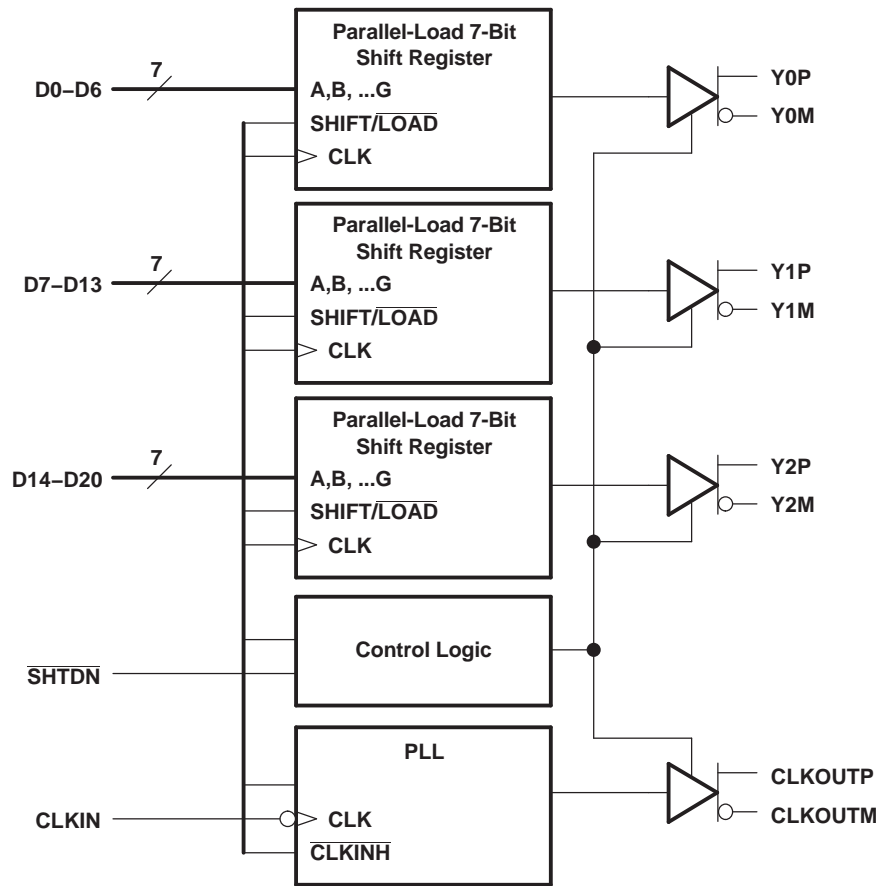 Parallel-Load 7-Bit
Shift Register
D0–D6
7
A,B, ...G
SHIFT/LOAD
CLK
Y0P
Y0M
Parallel-Load 7-Bit
Shift Register
D7–D13
7
A,B, ...G
SHIFT/LOAD
CLK
Y1P
Y1M
Parallel-Load 7-Bit
Shift Register
D14–D20
7
A,B, ...G
SHIFT/LOAD
CLK
Y2P
Y2M
Control Logic
SHTDN
PLL
CLKIN
CLK
CLKINH
CLKOUTP
CLKOUTM